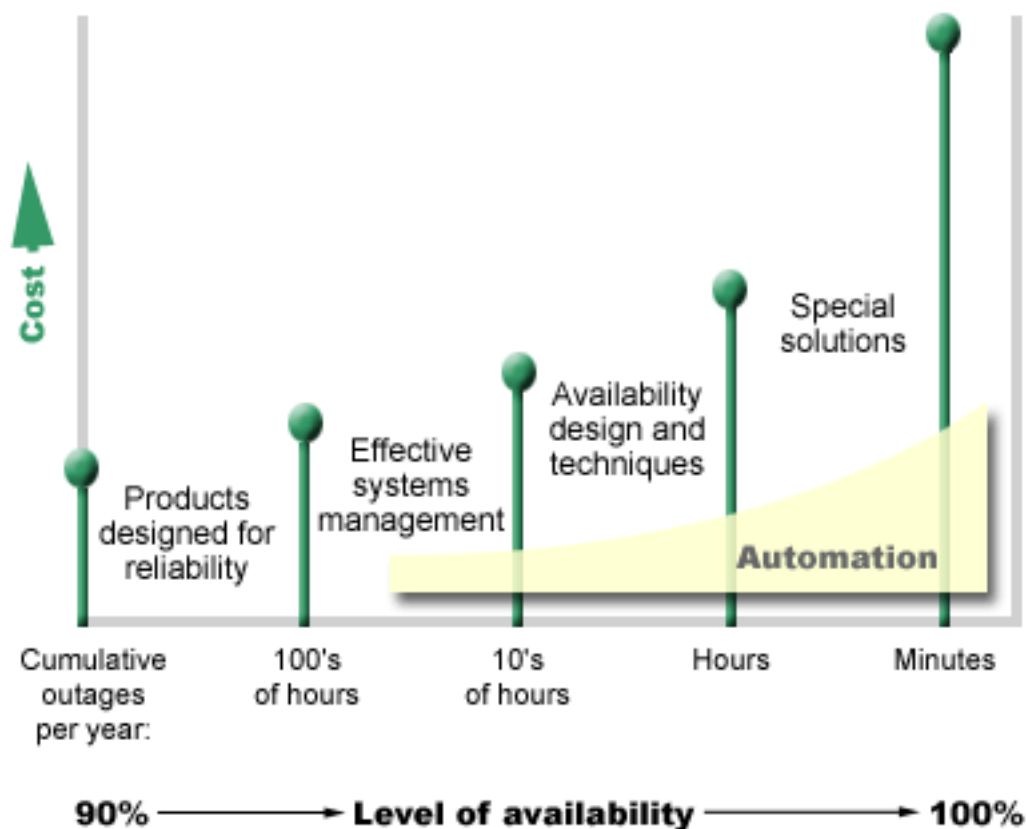 Cost
Products
designed for
reliability
Effective
systems
management
Availability
design and
techniques
Special
solutions
Automation
Cumulative
outages
per year:
100's
of hours
10's
of hours
Hours
Minutes
90% Level of availability 100%